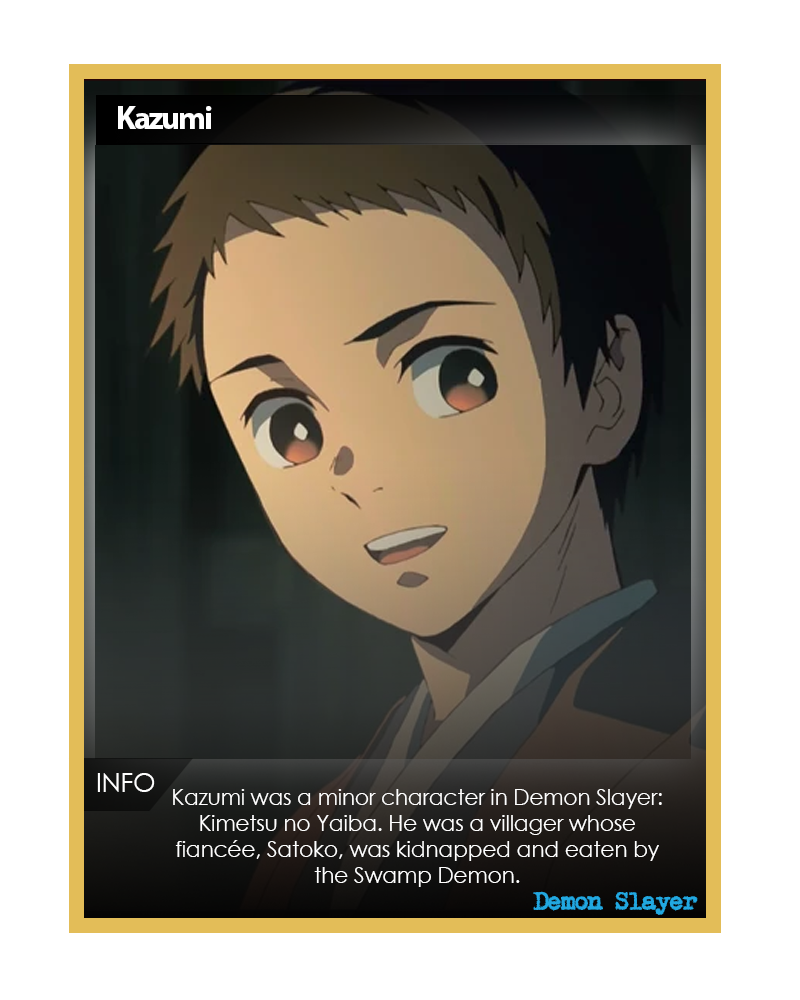 Kazumi
INFO
Kazumi was a minor character in Demon Slayer:
Kimetsu no Yaiba. He was a villager whose
fiancée, Satoko, was kidnapped and eaten by
the Swamp Demon.
Demon Slayer